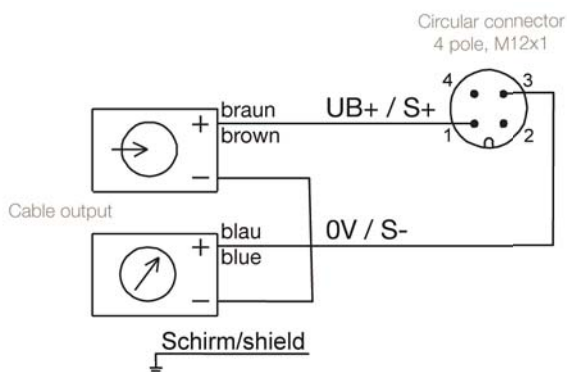 Circular connector
4 pole, M12x1
4 3
1 2
braun UB+ / S+
+
brown
−
Cable output
blau 0V / S-
+
blue
−
Schirm/shield